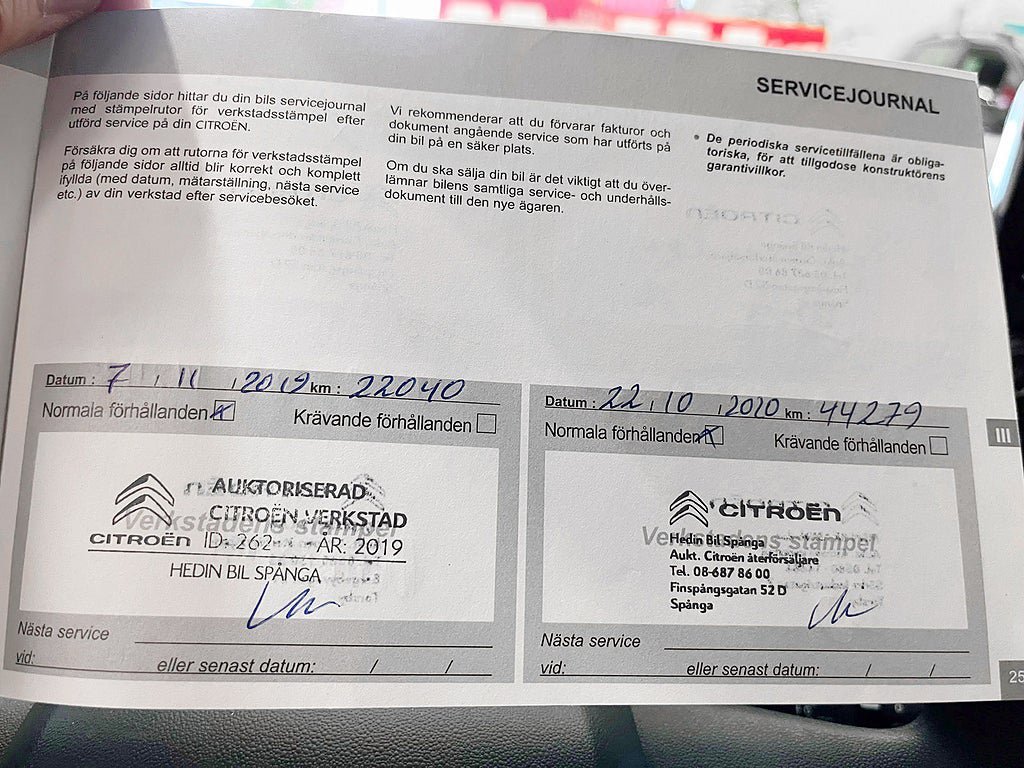 SERVICEJOURNAL
På följande sidor hittar du din bils servicejournal
med stämpelrutor för verkstadsstämpel efter
utförd service på din CITROËN.
Försäkra dig om att rutorna för verkstadsstämpel
på följande sidor alltid blir korrekt och komplett
ifyllda (med datum, mätarställning, nästa service
etc.) av din verkstad efter servicebesöket.
Vi rekommenderar att du förvarar fakturor och
dokument angående service som har utförts på
din bil på en säker plats.
Om du ska sälja din bil är det viktigt att du över-
lämnar bilens samtliga service- och underhålls-
dokument till den nye ägaren.
• De periodiska servicetillfällena är obliga-
toriska, för att tillgodose konstruktörens
garantivillkor.
Datum : 7 / 11 / 2019 km : 22040
Normala förhållanden Krävande förhållanden
Verkstadens stämpel
AUKTORISERAD
CITROËN VERKSTAD
CITROËN ID: 262 ÅR: 2019
HEDIN BIL SPÅNGA
Nästa service
vid: eller senast datum: / /
Datum : 22 / 10 / 2020 km : 44279
Normala förhållanden Krävande förhållanden
Verkstadens stämpel
CITROËN
Hedin Bil Spånga
Aukt. Citroën återförsäljare
Tel. 08-687 86 00
Finspångsgatan 52 D
Spånga
Nästa service
vid: eller senast datum: / /
III
25